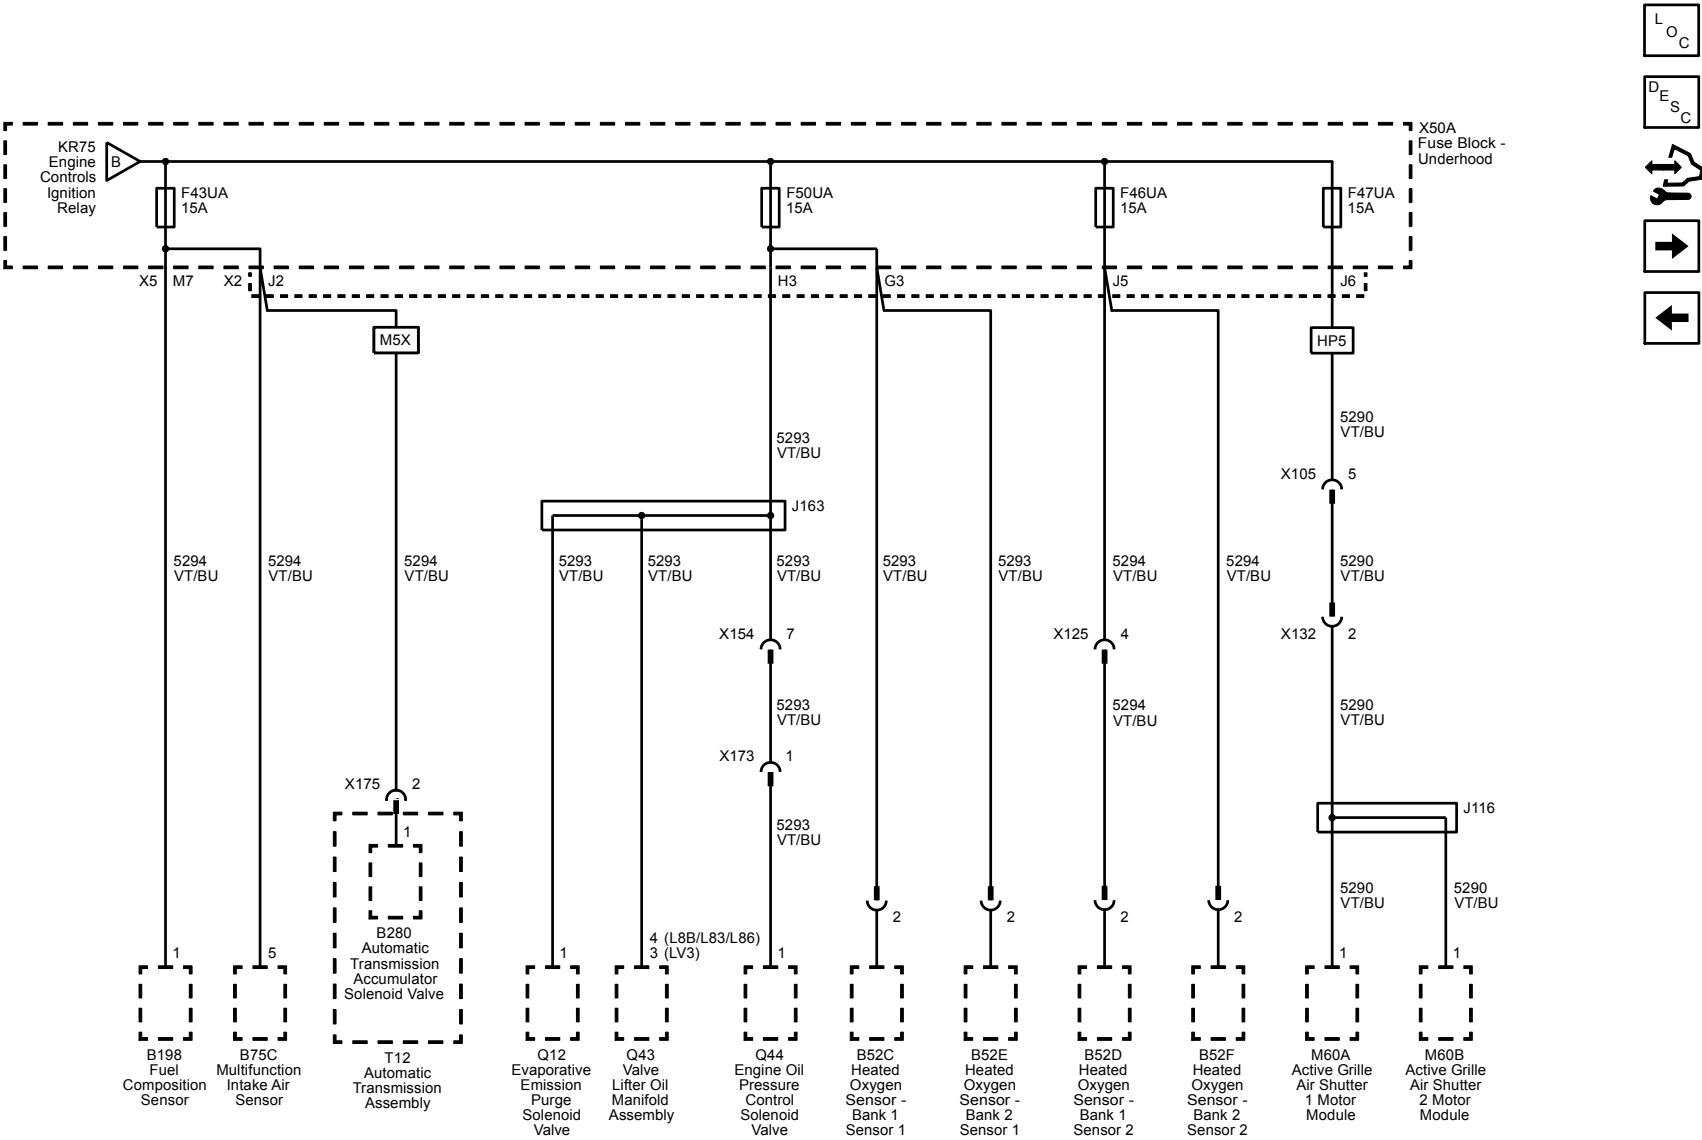 L
O
C
D
E
S
C
X50A
Fuse Block -
Underhood
KR75
Engine
Controls
Ignition
Relay
B
F43UA
15A
F50UA
15A
F46UA
15A
F47UA
15A
X5 M7
X2 J2
H3
G3
J5
J6
M5X
HP5
5290
VT/BU
5293
VT/BU
X105 5
J163
5294
VT/BU
5294
VT/BU
5294
VT/BU
5293
VT/BU
5293
VT/BU
5293
VT/BU
5293
VT/BU
5293
VT/BU
5294
VT/BU
5294
VT/BU
5290
VT/BU
X154 7
X125 4
X132 2
5293
VT/BU
5294
VT/BU
5290
VT/BU
X173 1
X175 2
J116
1
5293
VT/BU
5290
VT/BU
5290
VT/BU
2
2
2
2
B280
Automatic
Transmission
Accumulator
Solenoid Valve
1
5
1
4 (L8B/L83/L86)
3 (LV3)
1
1
1
B198
Fuel
Composition
Sensor
B75C
Multifunction
Intake Air
Sensor
T12
Automatic
Transmission
Assembly
Q12
Evaporative
Emission
Purge
Solenoid
Valve
Q43
Valve
Lifter Oil
Manifold
Assembly
Q44
Engine Oil
Pressure
Control
Solenoid
Valve
B52C
Heated
Oxygen
Sensor -
Bank 1
Sensor 1
B52E
Heated
Oxygen
Sensor -
Bank 2
Sensor 1
B52D
Heated
Oxygen
Sensor -
Bank 1
Sensor 2
B52F
Heated
Oxygen
Sensor -
Bank 2
Sensor 2
M60A
Active Grille
Air Shutter
1 Motor
Module
M60B
Active Grille
Air Shutter
2 Motor
Module